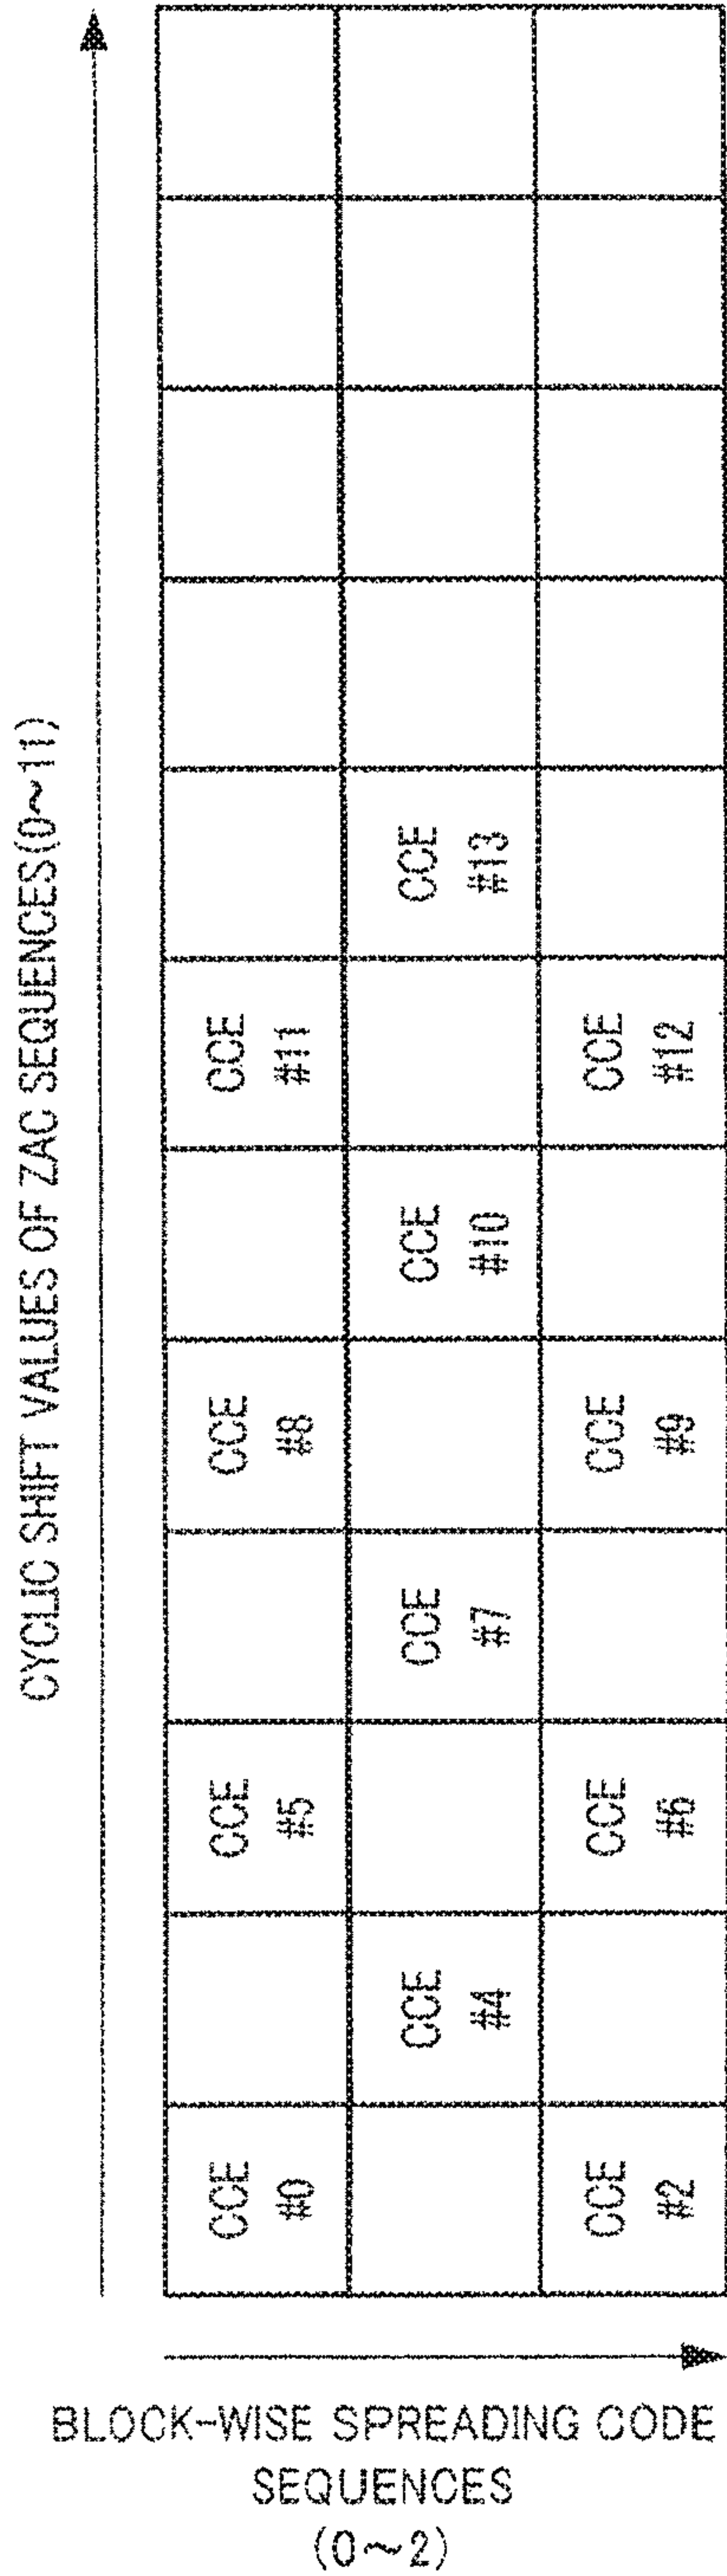 CYCLIC SHIFT VALUES OF ZAC SEQUENCES(0~11)
CCE
#11
CCE
#8
CCE
#5
CCE
#0
CCE
#13
CCE
#10
CCE
#7
CCE
#4
CCE
#12
CCE
#9
CCE
#6
CCE
#2
BLOCK-WISE SPREADING CODE
SEQUENCES
(0~2)